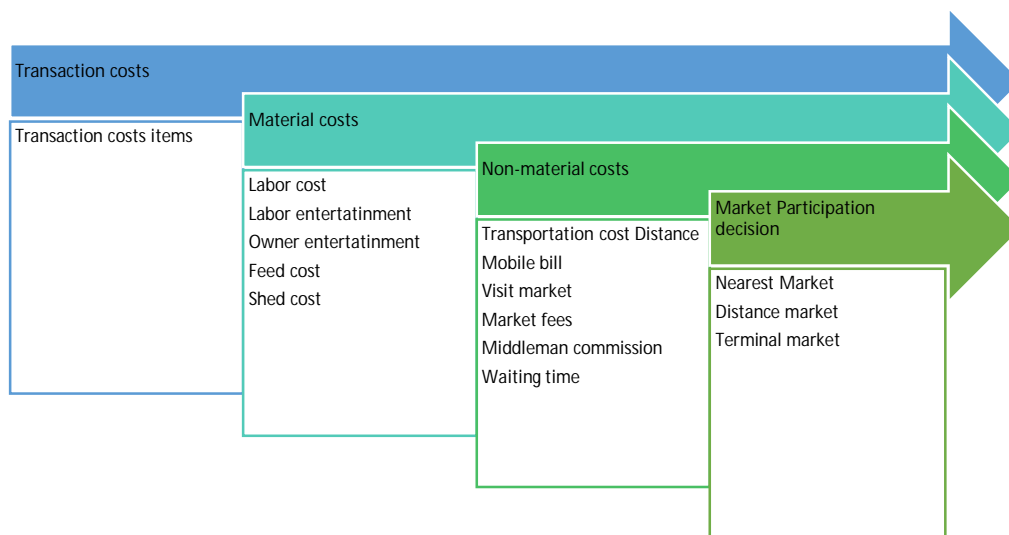 Transaction costs
Transaction costs items
Material costs
Labor cost
Labor entertatinment
Owner entertatinment
Feed cost
Shed cost
Non-material costs
Transportation cost Distance
Mobile bill
Visit market
Market fees
Middleman commission
Waiting time
Market Participation
decision
Nearest Market
Distance market
Terminal market